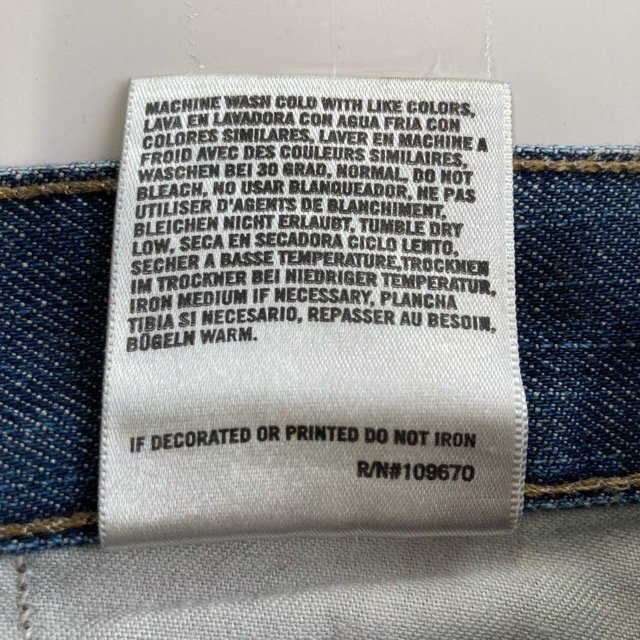 MACHINE WASH COLD WITH LIKE COLORS,
LAVA EN LAVADORA CON AGUA FRIA CON
COLORES SIMILARES, LAVER EN MACHINE A
FROID AVEC DES COULEURS SIMILAIRES,
WASCHEN BEI 30 GRAD, NORMAL, DO NOT
BLEACH, NO USAR BLANQUEADOR, NE PAS
UTILISER D'AGENTS DE BLANCHIMENT,
BLEICHEN NICHT ERLAUBT, TUMBLE DRY
LOW, SECA EN SECADORA CICLO LENTO,
SECHER A BASSE TEMPERATURE,TROCKNEN
IM TROCKNER BEI NIEDRIGER TEMPERATUR,
IRON MEDIUM IF NECESSARY, PLANCHA
TIBIA SI NECESARIO, REPASSER AU BESOIN,
BÜGELN WARM.
IF DECORATED OR PRINTED DO NOT IRON
R/N#109670